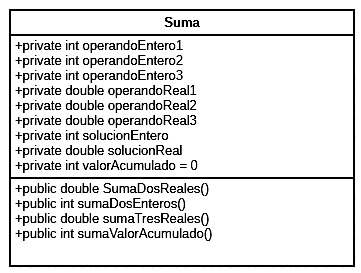 Suma
+private int operandoEntero1
+private int operandoEntero2
+private int operandoEntero3
+private double operandoReal1
+private double operandoReal2
+private double operandoReal3
+private int solucionEntero
+private double solucionReal
+private int valorAcumulado = 0
+public double SumaDosReales()
+public int sumaDosEnteros()
+public double sumaTresReales()
+public int sumaValorAcumulado()